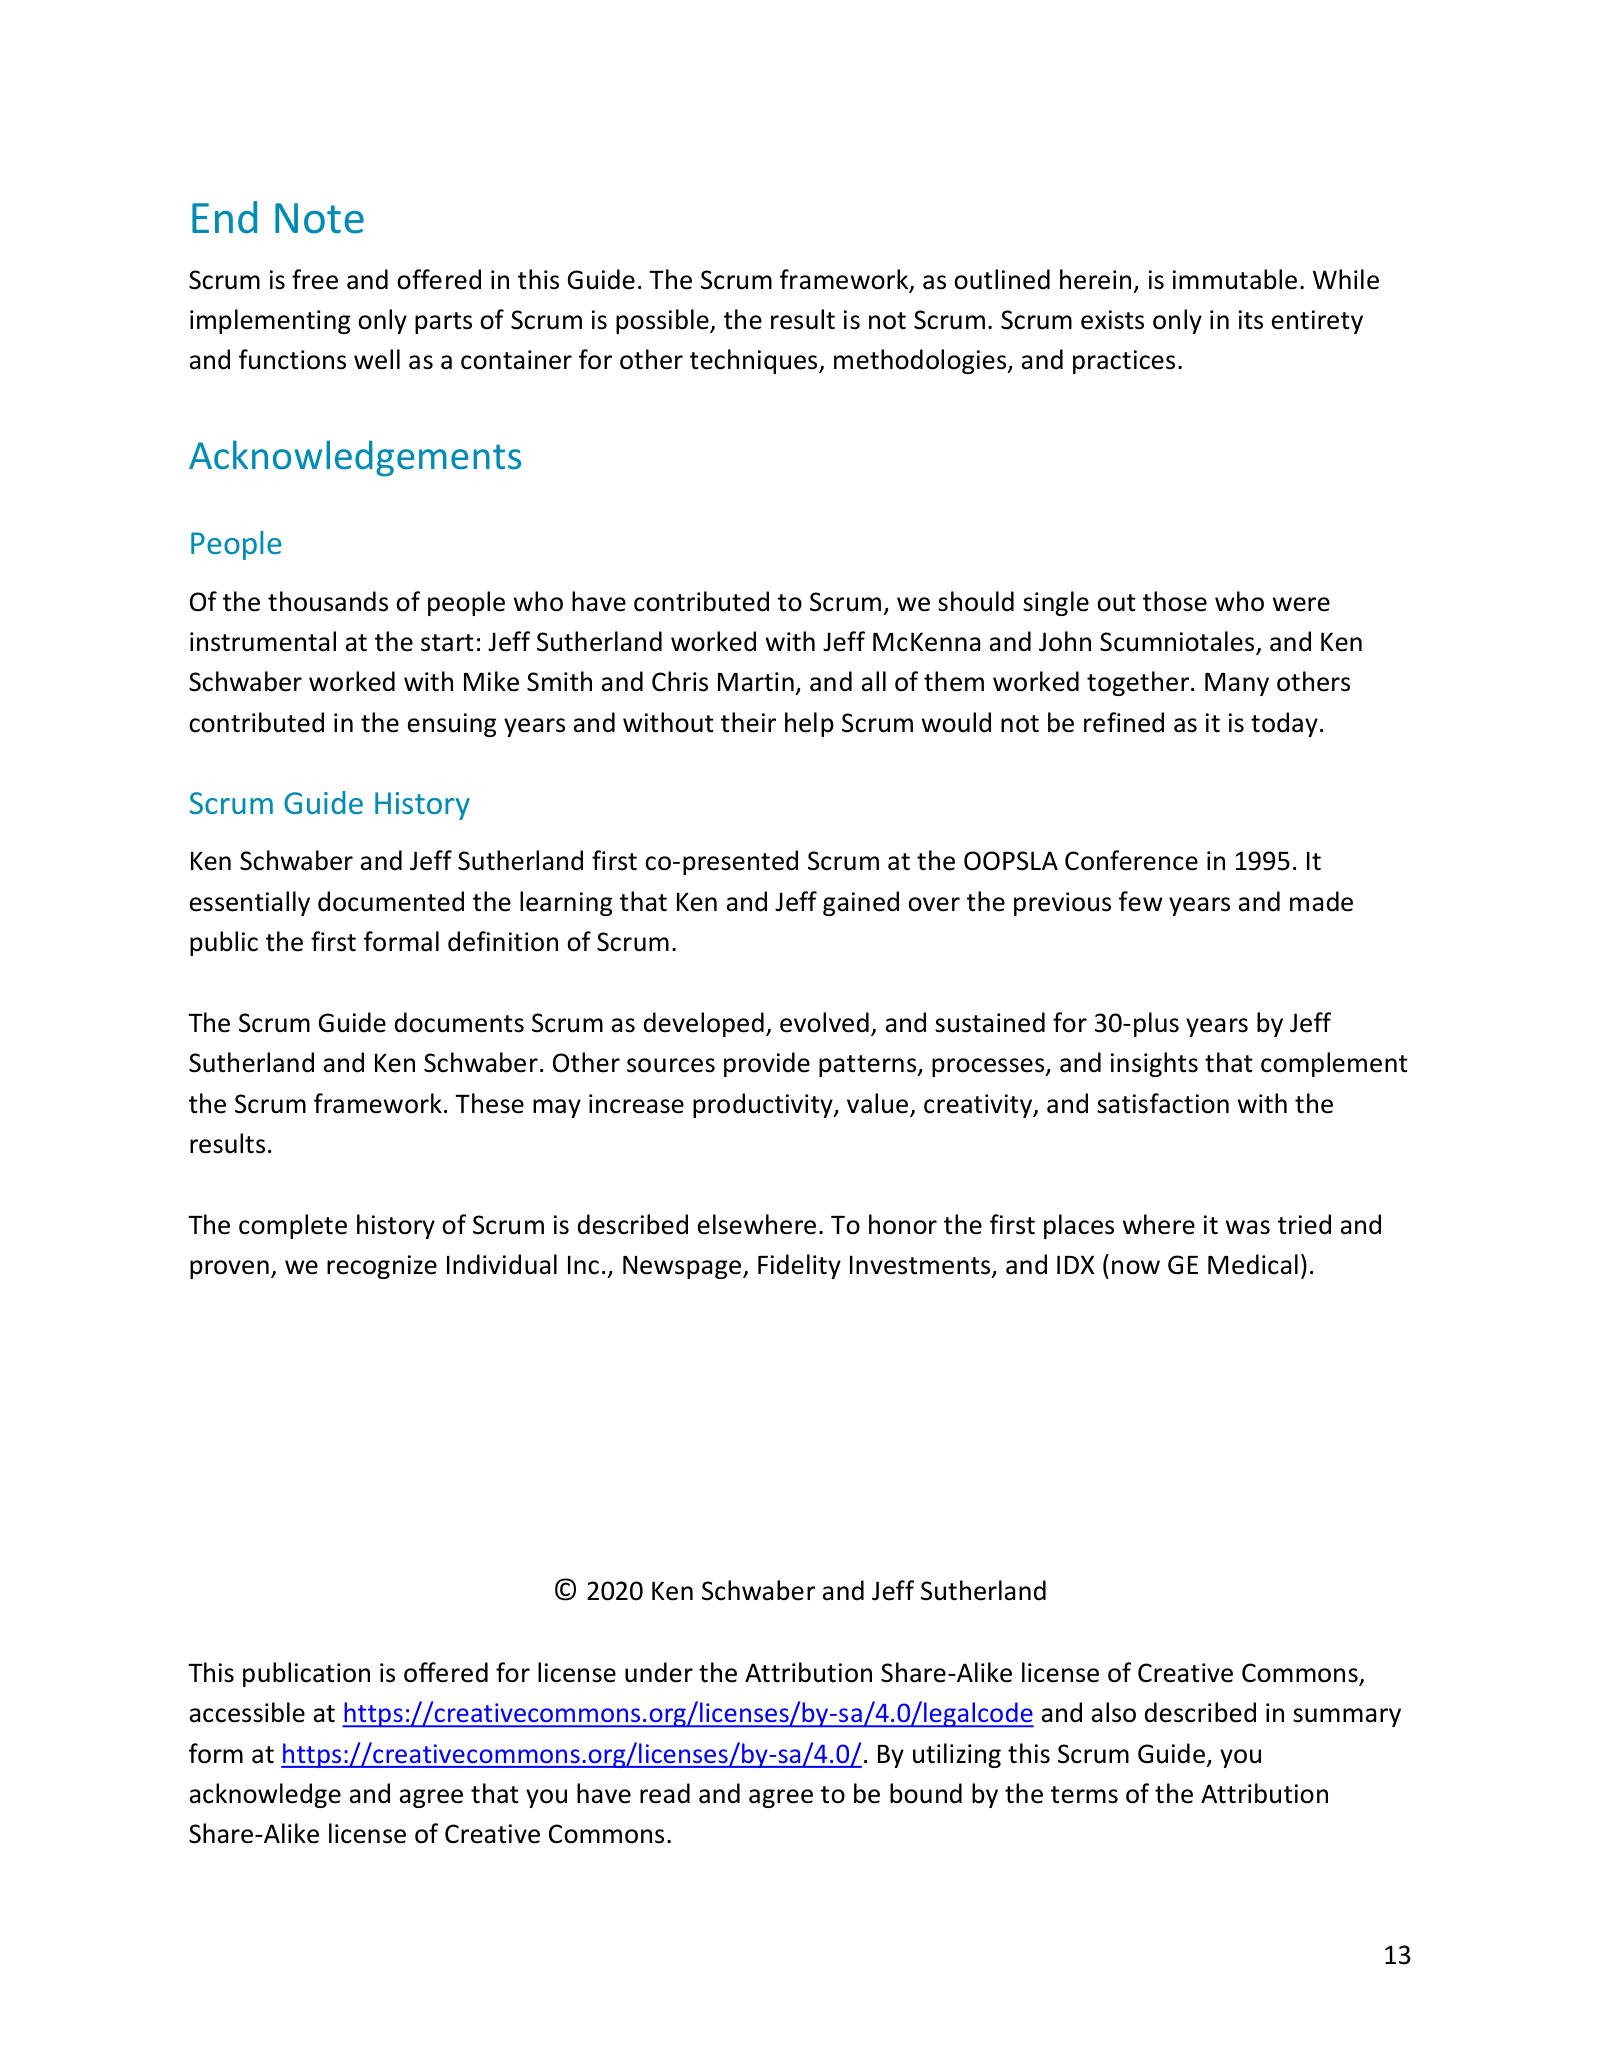 End Note
Scrum is free and offered in this Guide. The Scrum framework, as outlined herein, is immutable. While
implementing only parts of Scrum is possible, the result is not Scrum. Scrum exists only in its entirety
and functions well as a container for other techniques, methodologies, and practices.
Acknowledgements
People
Of the thousands of people who have contributed to Scrum, we should single out those who were
instrumental at the start: Jeff Sutherland worked with Jeff McKenna and John Scumniotales, and Ken
Schwaber worked with Mike Smith and Chris Martin, and all of them worked together. Many others
contributed in the ensuing years and without their help Scrum would not be refined as it is today.
Scrum Guide History
Ken Schwaber and Jeff Sutherland first co-presented Scrum at the OOPSLA Conference in 1995. It
essentially documented the learning that Ken and Jeff gained over the previous few years and made
public the first formal definition of Scrum.
The Scrum Guide documents Scrum as developed, evolved, and sustained for 30-plus years by Jeff
Sutherland and Ken Schwaber. Other sources provide patterns, processes, and insights that complement
the Scrum framework. These may increase productivity, value, creativity, and satisfaction with the
results.
The complete history of Scrum is described elsewhere. To honor the first places where it was tried and
proven, we recognize Individual Inc., Newspage, Fidelity Investments, and IDX (now GE Medical).
© 2020 Ken Schwaber and Jeff Sutherland
This publication is offered for license under the Attribution Share-Alike license of Creative Commons,
accessible at https://creativecommons.org/licenses/by-sa/4.0/legalcode and also described in summary
form at https://creativecommons.org/licenses/by-sa/4.0/. By utilizing this Scrum Guide, you
acknowledge and agree that you have read and agree to be bound by the terms of the Attribution
Share-Alike license of Creative Commons.
13